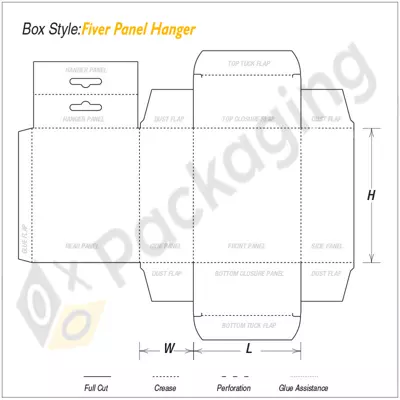 Box Style:Fiver Panel Hanger
TOP TUCK FLAP
HANGER PANEL
HANGER PANEL
DUST FLAP
TOP CLOSURE PANEL
DUST FLAP
H
GLUE FLAP
REAR PANEL
SIDE PANEL
FRONT PANEL
SIDE PANEL
DUST FLAP
BOTTOM CLOSURE PANEL
DUST FLAP
BOTTOM TUCK FLAP
W
L
Full Cut
Crease
Perforation
Glue Assistance
Packaging